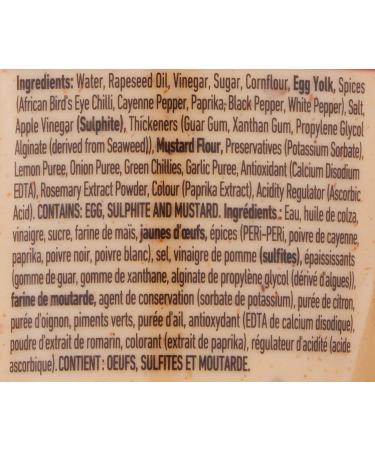 Ingredients: Water, Rapeseed Oil, Vinegar, Sugar, Cornflour, Egg Yolk, Spices
(African Bird's Eye Chilli, Cayenne Pepper, Paprika, Black Pepper, White Pepper), Salt,
Apple Vinegar (Sulphite), Thickeners (Guar Gum, Xanthan Gum, Propylene Glycol
Alginate (derived from Seaweed)), Mustard Flour, Preservatives (Potassium Sorbate),
Lemon Puree, Onion Puree, Green Chillies, Garlic Puree, Antioxidant (Calcium Disodium
EDTA), Rosemary Extract Powder, Colour (Paprika Extract), Acidity Regulator (Ascorbic
Acid). CONTAINS: EGG, SULPHITE AND MUSTARD. Ingrédients.: Eau, huile de colza,
vinaigre, sucre, farine de maïs, jaunes d'œufs, épices (PERi-PERi, poivre de cayenne,
paprika, poivre noir, poivre blanc), sel, vinaigre de pomme (sulfites), épaississants
(gomme de guar, gomme de xanthane, alginate de propylène glycol (dérivé d'algues)),
farine de moutarde, agent de conservation (sorbate de potassium), purée de citron,
purée d'oignon, piments verts, purée d'ail, antioxydant (EDTA de calcium disodique),
poudre d'extrait de romarin, colorant (extrait de paprika), régulateur d'acidité (acide
ascorbique). CONTIENT : OEUFS, SULFITES ET MOUTARDE.